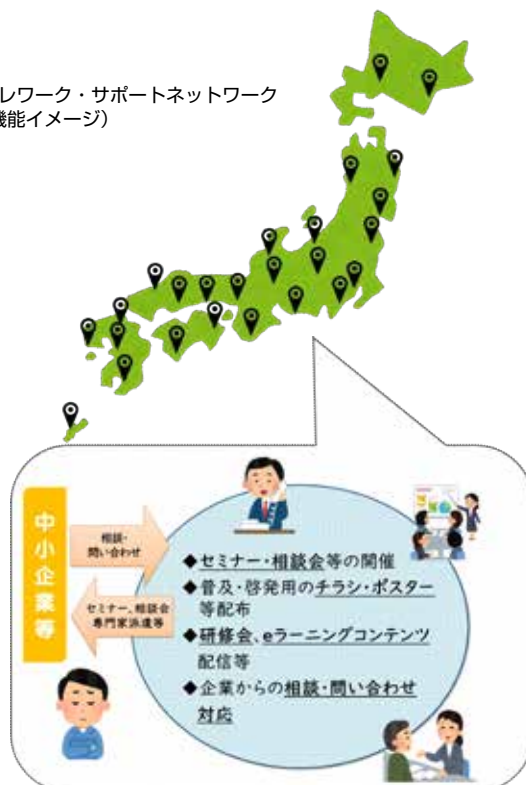 レワーク・サポートネットワーク
機能イメージ）
中小企業等
相談・
問い合わせ
セミナー、相談会
専門家派遣等
◆セミナー・相談会等の開催
◆普及・啓発用のチラシ・ポスター
等配布
◆研修会、eラーニングコンテンツ
配信等
◆企業からの相談・問い合わせ
対応